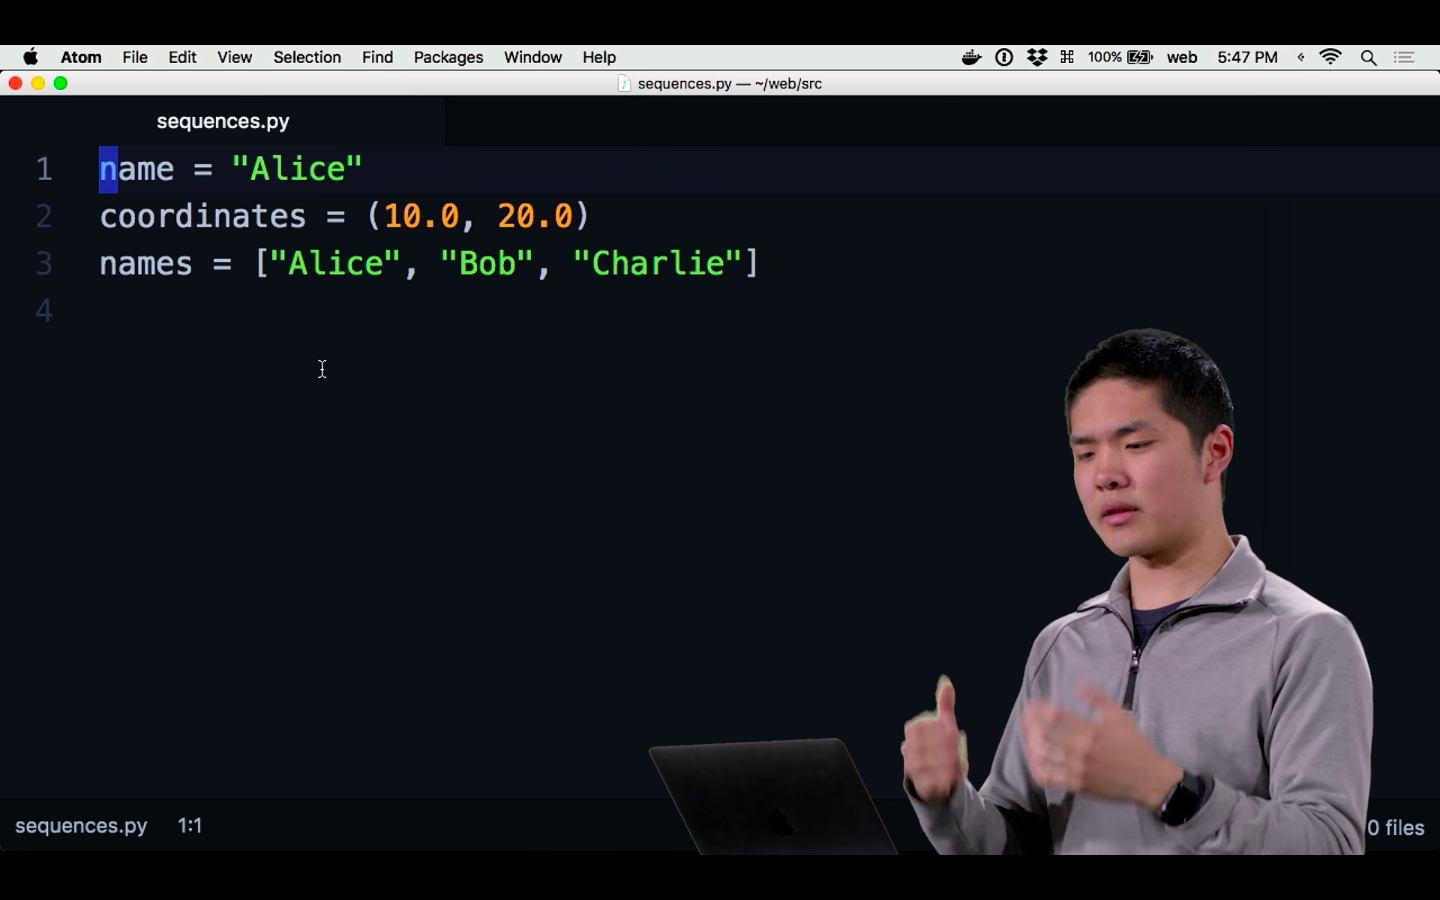 Atom File Edit View Selection Find Packages Window Help 100% web 5:47 PM
sequences.py — ~/web/src
sequences.py
1 name = "Alice"
2 coordinates = (10.0, 20.0)
3 names = ["Alice", "Bob", "Charlie"]
4
sequences.py 1:1 0 files